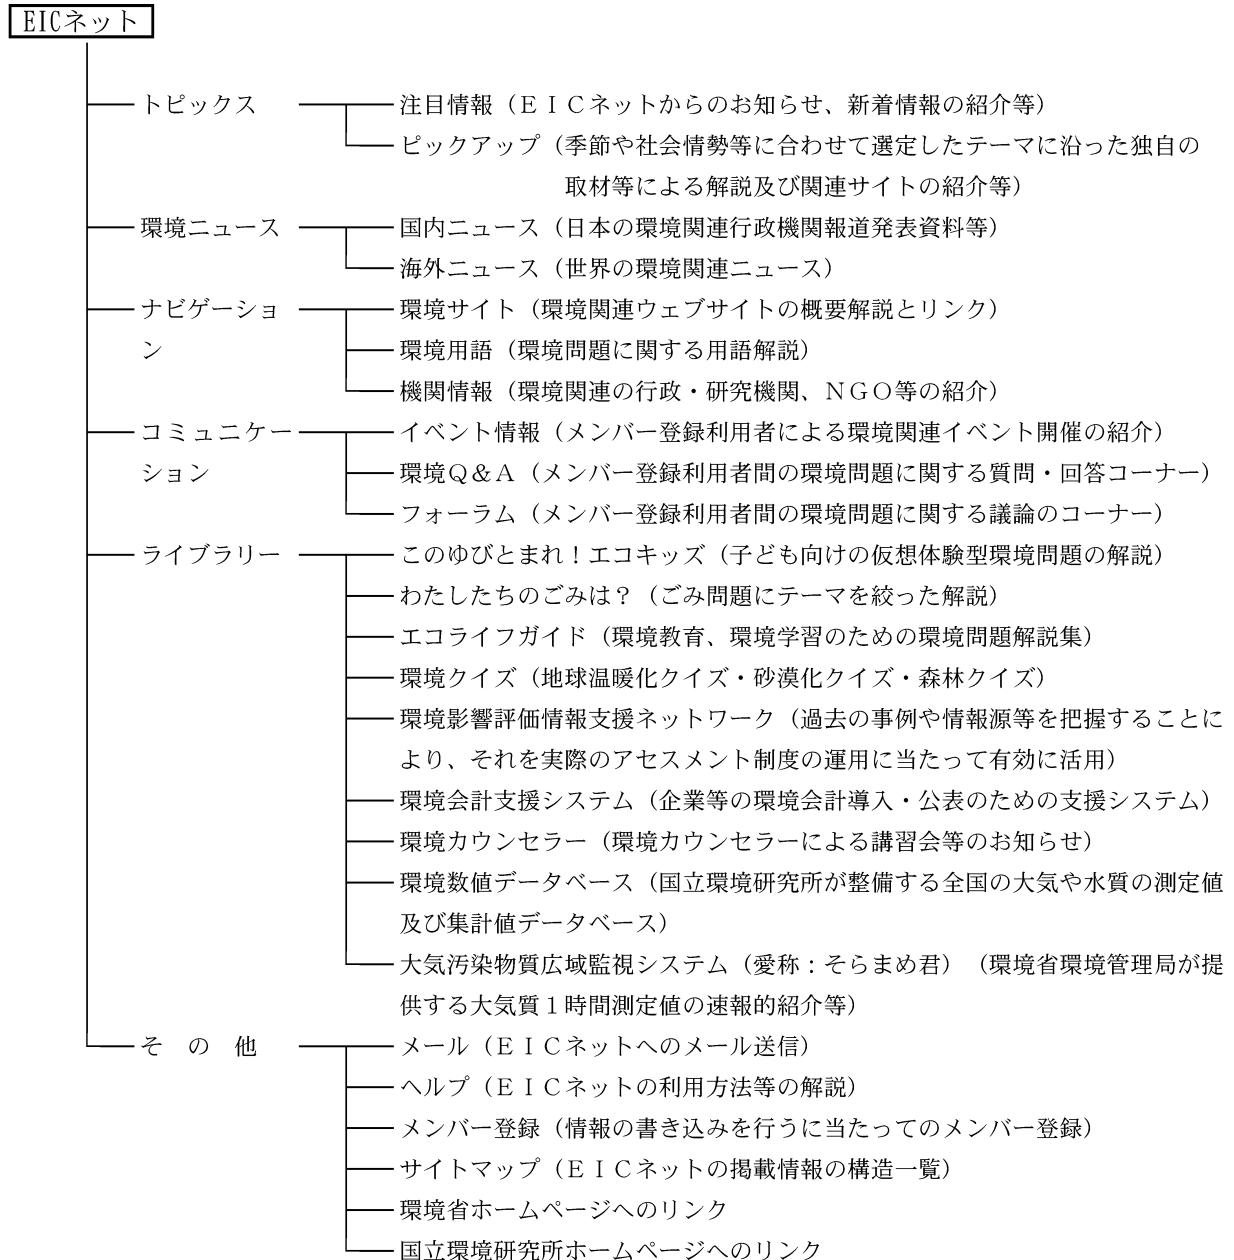 EICネット
トピックス 注目情報（ＥＩＣネットからのお知らせ、新着情報の紹介等）
ピックアップ（季節や社会情勢等に合わせて選定したテーマに沿った独自の
取材等による解説及び関連サイトの紹介等）
環境ニュース 国内ニュース（日本の環境関連行政機関報道発表資料等）
海外ニュース（世界の環境関連ニュース）
ナビゲーショ 環境サイト（環境関連ウェブサイトの概要解説とリンク）
ン 環境用語（環境問題に関する用語解説）
機関情報（環境関連の行政・研究機関、ＮＧＯ等の紹介）
コミュニケー イベント情報（メンバー登録利用者による環境関連イベント開催の紹介）
ション 環境Ｑ＆Ａ（メンバー登録利用者間の環境問題に関する質問・回答コーナー）
フォーラム（メンバー登録利用者間の環境問題に関する議論のコーナー）
ライブラリー このゆびとまれ！エコキッズ（子ども向けの仮想体験型環境問題の解説）
わたしたちのごみは？（ごみ問題にテーマを絞った解説）
エコライフガイド（環境教育、環境学習のための環境問題解説集）
環境クイズ（地球温暖化クイズ・砂漠化クイズ・森林クイズ）
環境影響評価情報支援ネットワーク（過去の事例や情報源等を把握することに
より、それを実際のアセスメント制度の運用に当たって有効に活用）
環境会計支援システム（企業等の環境会計導入・公表のための支援システム）
環境カウンセラー（環境カウンセラーによる講習会等のお知らせ）
環境数値データベース（国立環境研究所が整備する全国の大気や水質の測定値
及び集計値データベース）
大気汚染物質広域監視システム（愛称：そらまめ君）（環境省環境管理局が提
供する大気質１時間測定値の速報的紹介等）
そ　の　他 メール（ＥＩＣネットへのメール送信）
ヘルプ（ＥＩＣネットの利用方法等の解説）
メンバー登録（情報の書き込みを行うに当たってのメンバー登録）
サイトマップ（ＥＩＣネットの掲載情報の構造一覧）
環境省ホームページへのリンク
国立環境研究所ホームページへのリンク